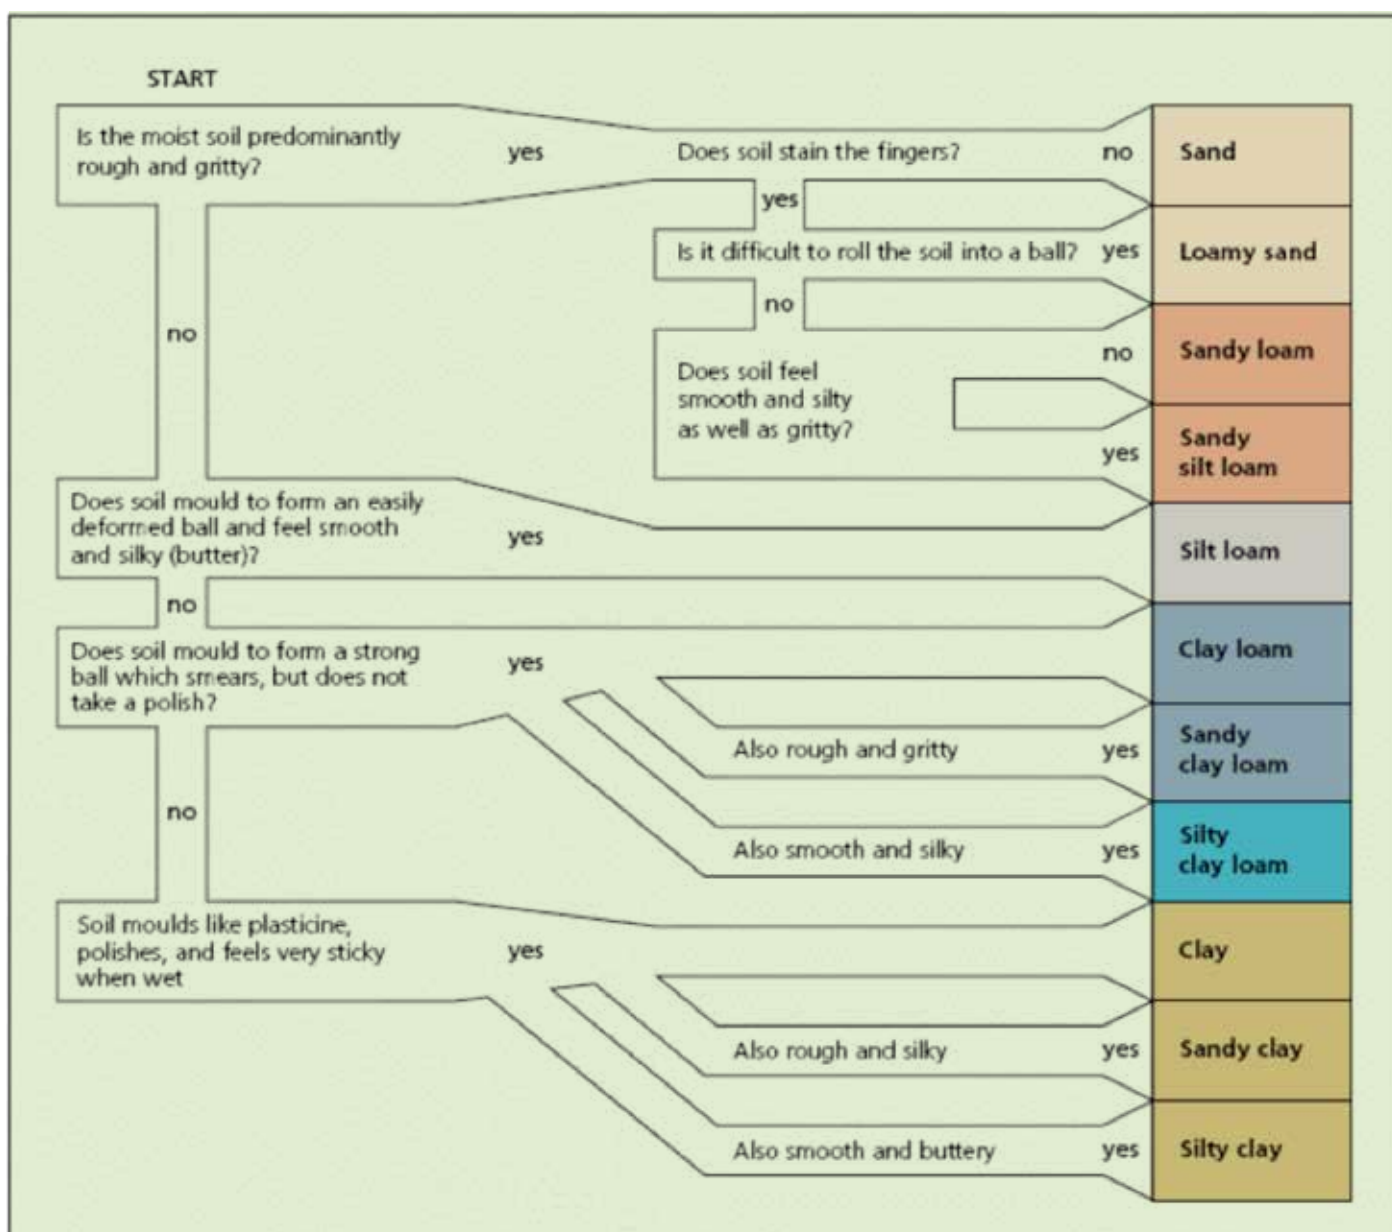 START
Is the moist soil predominantly
rough and gritty?
yes
Does soil stain the fingers?
no
Sand
yes
Is it difficult to roll the soil into a ball?
yes
Loamy sand
no
no
Does soil feel
smooth and silty
as well as gritty?
no
Sandy loam
yes
Sandy
silt loam
Does soil mould to form an easily
deformed ball and feel smooth
and silky (butter)?
yes
Silt loam
no
Does soil mould to form a strong
ball which smears, but does not
take a polish?
yes
Clay loam
Also rough and gritty
yes
Sandy
clay loam
no
Also smooth and silky
yes
Silty
clay loam
Soil moulds like plasticine,
polishes, and feels very sticky
when wet
yes
Clay
Also rough and silky
yes
Sandy clay
Also smooth and buttery
yes
Silty clay